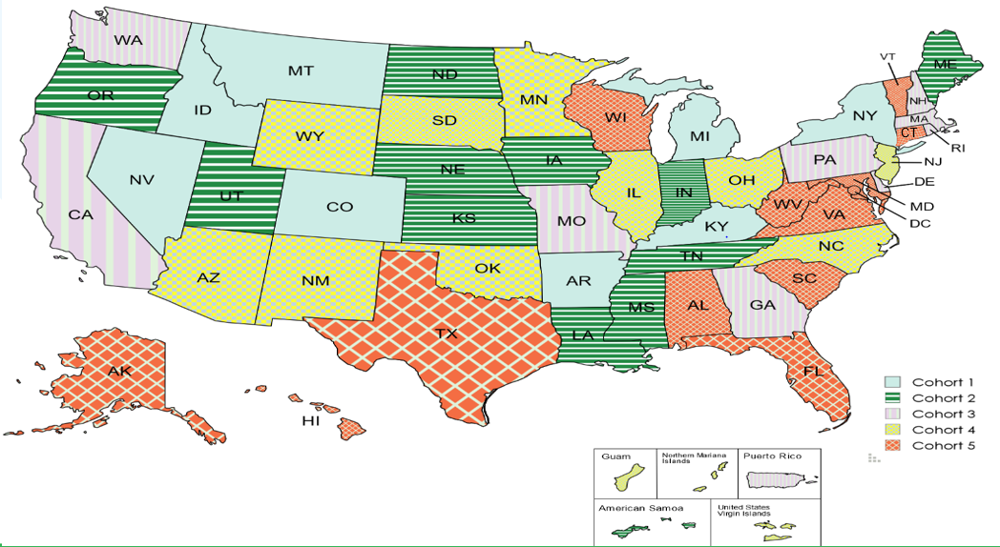 WA
MT
ND
ME
VT
OR
ID
MN
NH
SD
WI
NY
MA
WY
MI
CT
RI
IA
PA
NJ
NE
NV
OH
DE
UT
IL
IN
CO
WV
MD
CA
KS
MO
VA
DC
KY
NC
TN
AZ
OK
NM
AR
SC
MS
AL
GA
LA
TX
AK
FL
HI
Cohort 1
Cohort 2
Cohort 3
Cohort 4
Cohort 5
Guam
Northern Mariana
Islands
Puerto Rico
American Samoa
United States
Virgin Islands